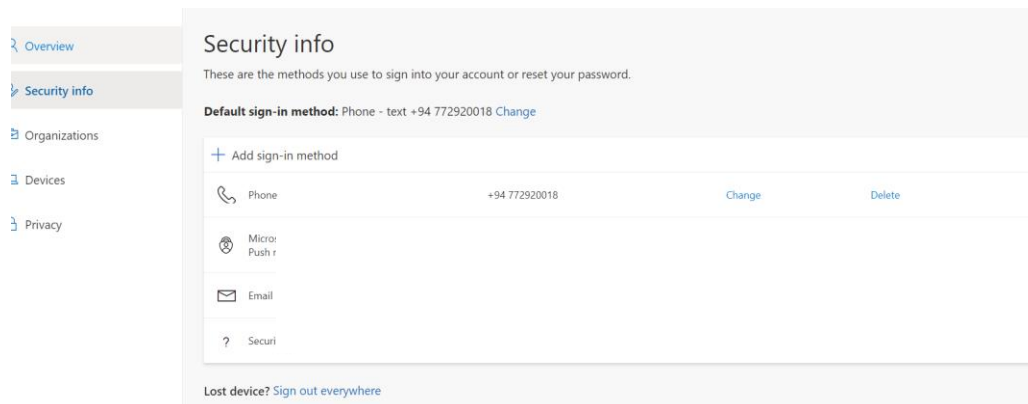 Overview
Security info
Organizations
Devices
Privacy
Security info
These are the methods you use to sign into your account or reset your password.
Default sign-in method: Phone - text +94 772920018 Change
+ Add sign-in method
Phone +94 772920018 Change Delete
Push
Email
?
Lost device? Sign out everywhere